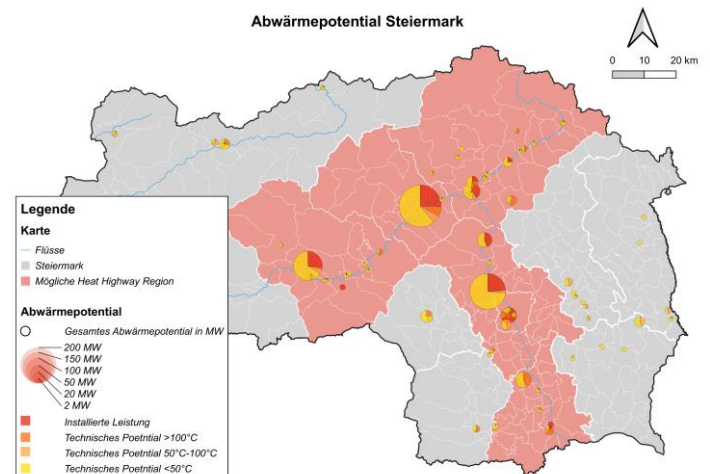 Abwärmepotential Steiermark
0 10 20 km
Legende
Karte
Flüsse
Steiermark
Mögliche Heat Highway Region
Abwärmepotential
Gesamtes Abwärmepotential in MW
200 MW
150 MW
100 MW
50 MW
20 MW
2 MW
Installierte Leistung
Technisches Poetntial >100°C
Technisches Poetntial 50°C-100°C
Technisches Poetntial <50°C